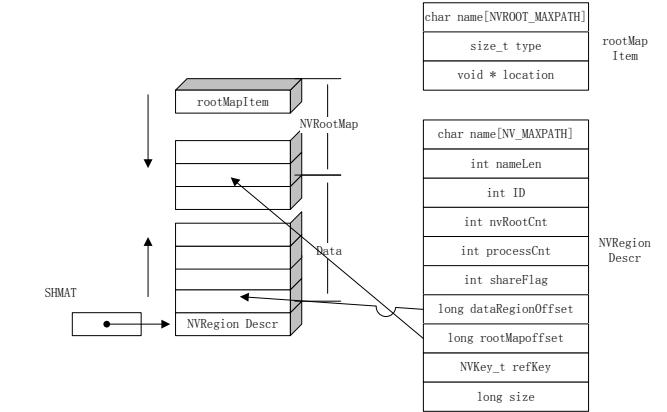 char name[NVROOT_MAXPATH]
size_t type
void * location
rootMap
Item
rootMapItem
NVRootMap
Data
SHMAT
NVRegion Descr
char name[NV_MAXPATH]
int nameLen
int ID
int nvRootCnt
int processCnt
int shareFlag
long dataRegionOffset
long rootMapoffset
NVKey_t refKey
long size
NVRegion
Descr